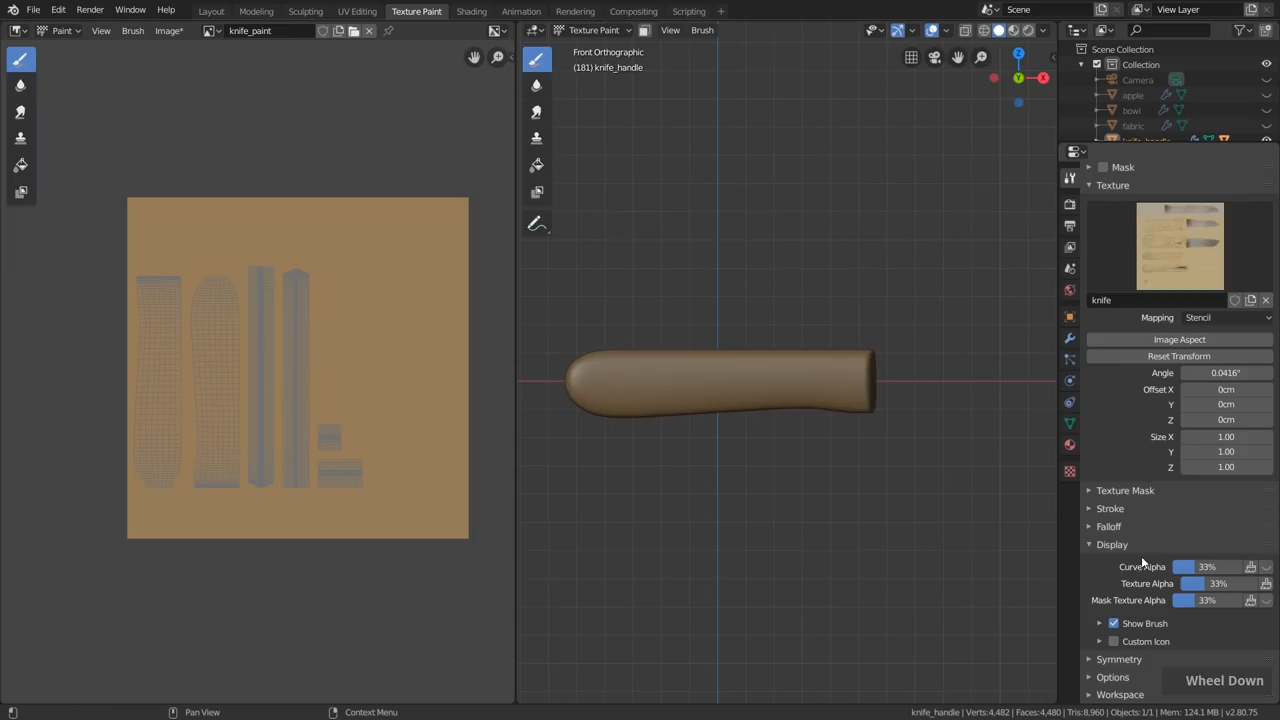 File Edit Render Window Help Layout Modeling Sculpting UV Editing Texture Paint Shading Animation Rendering Compositing Scripting + Scene View Layer
Paint View Brush Image* knife_paint
Texture Paint View Brush
Front Orthographic
(181) knife_handle
Z
Y
X
Scene Collection
Collection
Camera
apple
bowl
fabric
Mask
Texture
knife
Mapping Stencil
Image Aspect
Reset Transform
Angle 0.0416°
Offset X 0cm
Y 0cm
Z 0cm
Size X 1.00
Y 1.00
Z 1.00
Texture Mask
Stroke
Falloff
Display
Curve Alpha 33%
Texture Alpha 33%
Mask Texture Alpha 33%
Show Brush
Custom Icon
Symmetry
Options
Workspace
Wheel Down
Pan View Context Menu
knife_handle | Verts:4,482 | Faces:4,480 | Tris:8,960 | Objects:1/1 | Mem: 124.1 MB | v2.80.75